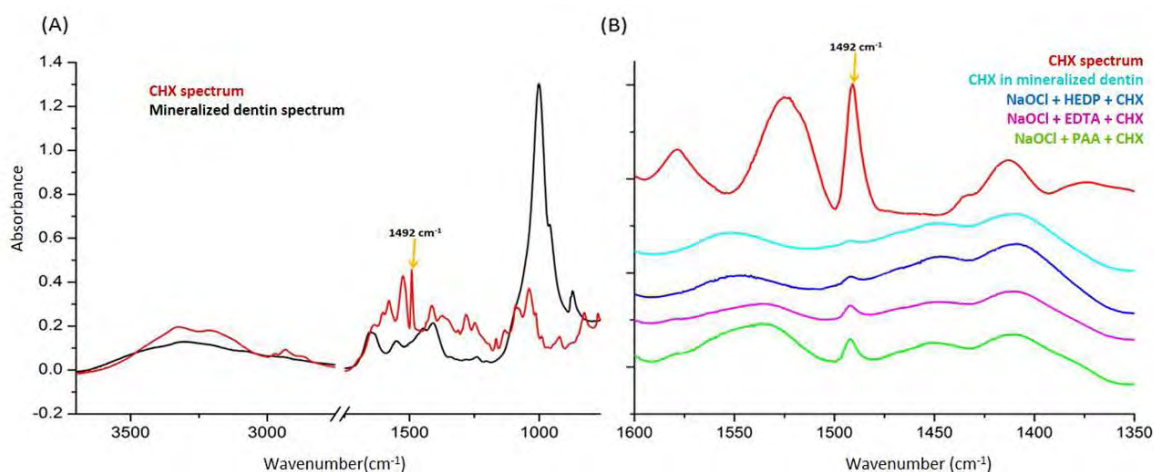 (A)
1.4
1.2
1.0
0.8
0.6
0.4
0.2
0.0
-0.2
Absorbance
CHX spectrum
Mineralized dentin spectrum
1492 cm⁻¹
3500
3000
1500
1000
Wavenumber(cm⁻¹)
(B)
1492 cm⁻¹
CHX spectrum
CHX in mineralized dentin
NaOCl + HEDP + CHX
NaOCl + EDTA + CHX
NaOCl + PAA + CHX
1600
1550
1500
1450
1400
1350
Wavenumber (cm⁻¹)